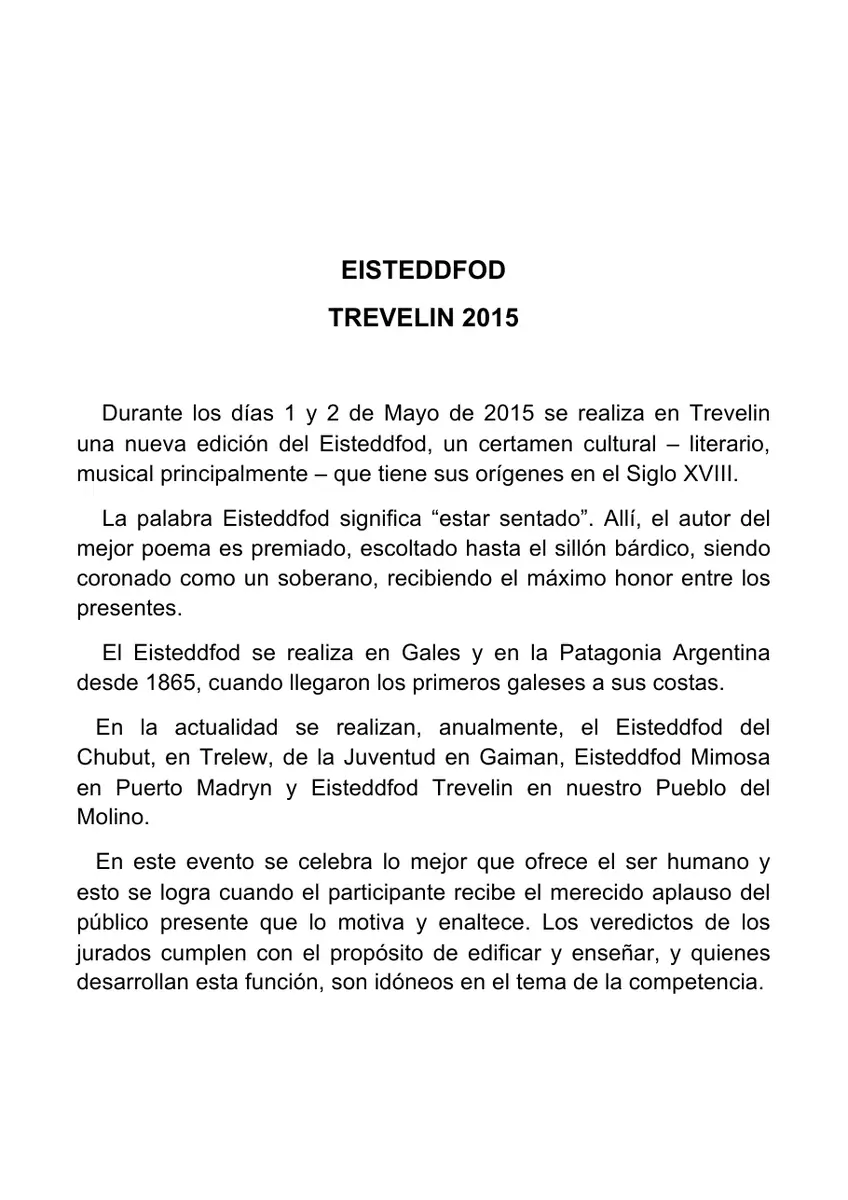 EISTEDDFOD
TREVELIN 2015
Durante los días 1 y 2 de Mayo de 2015 se realiza en Trevelin
una nueva edición del Eisteddfod, un certamen cultural – literario,
musical principalmente – que tiene sus orígenes en el Siglo XVIII.
La palabra Eisteddfod significa “estar sentado”. Allí, el autor del
mejor poema es premiado, escoltado hasta el sillón bárdico, siendo
coronado como un soberano, recibiendo el máximo honor entre los
presentes.
El Eisteddfod se realiza en Gales y en la Patagonia Argentina
desde 1865, cuando llegaron los primeros galeses a sus costas.
En la actualidad se realizan, anualmente, el Eisteddfod del
Chubut, en Trelew, de la Juventud en Gaiman, Eisteddfod Mimosa
en Puerto Madryn y Eisteddfod Trevelin en nuestro Pueblo del
Molino.
En este evento se celebra lo mejor que ofrece el ser humano y
esto se logra cuando el participante recibe el merecido aplauso del
público presente que lo motiva y enaltece. Los veredictos de los
jurados cumplen con el propósito de edificar y enseñar, y quienes
desarrollan esta función, son idóneos en el tema de la competencia.